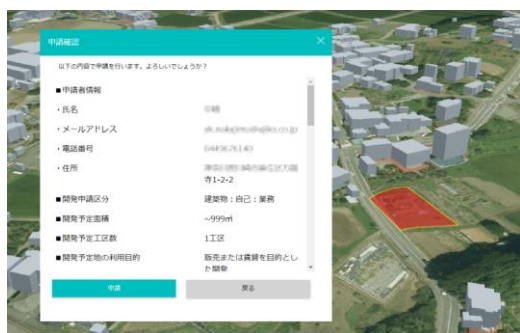 申請確認
×
以下の内容で申請を行います。よろしいでしょうか？
■申請者情報
・氏名
・メールアドレス
・電話番号
・住所
寺1-2-2
■開発申請区分 建築物：自己：業務
■開発予定面積 ~999㎡
■開発予定工区数 1工区
■開発予定地の利用目的 販売または賃貸を目的とし
た開発
申請 戻る